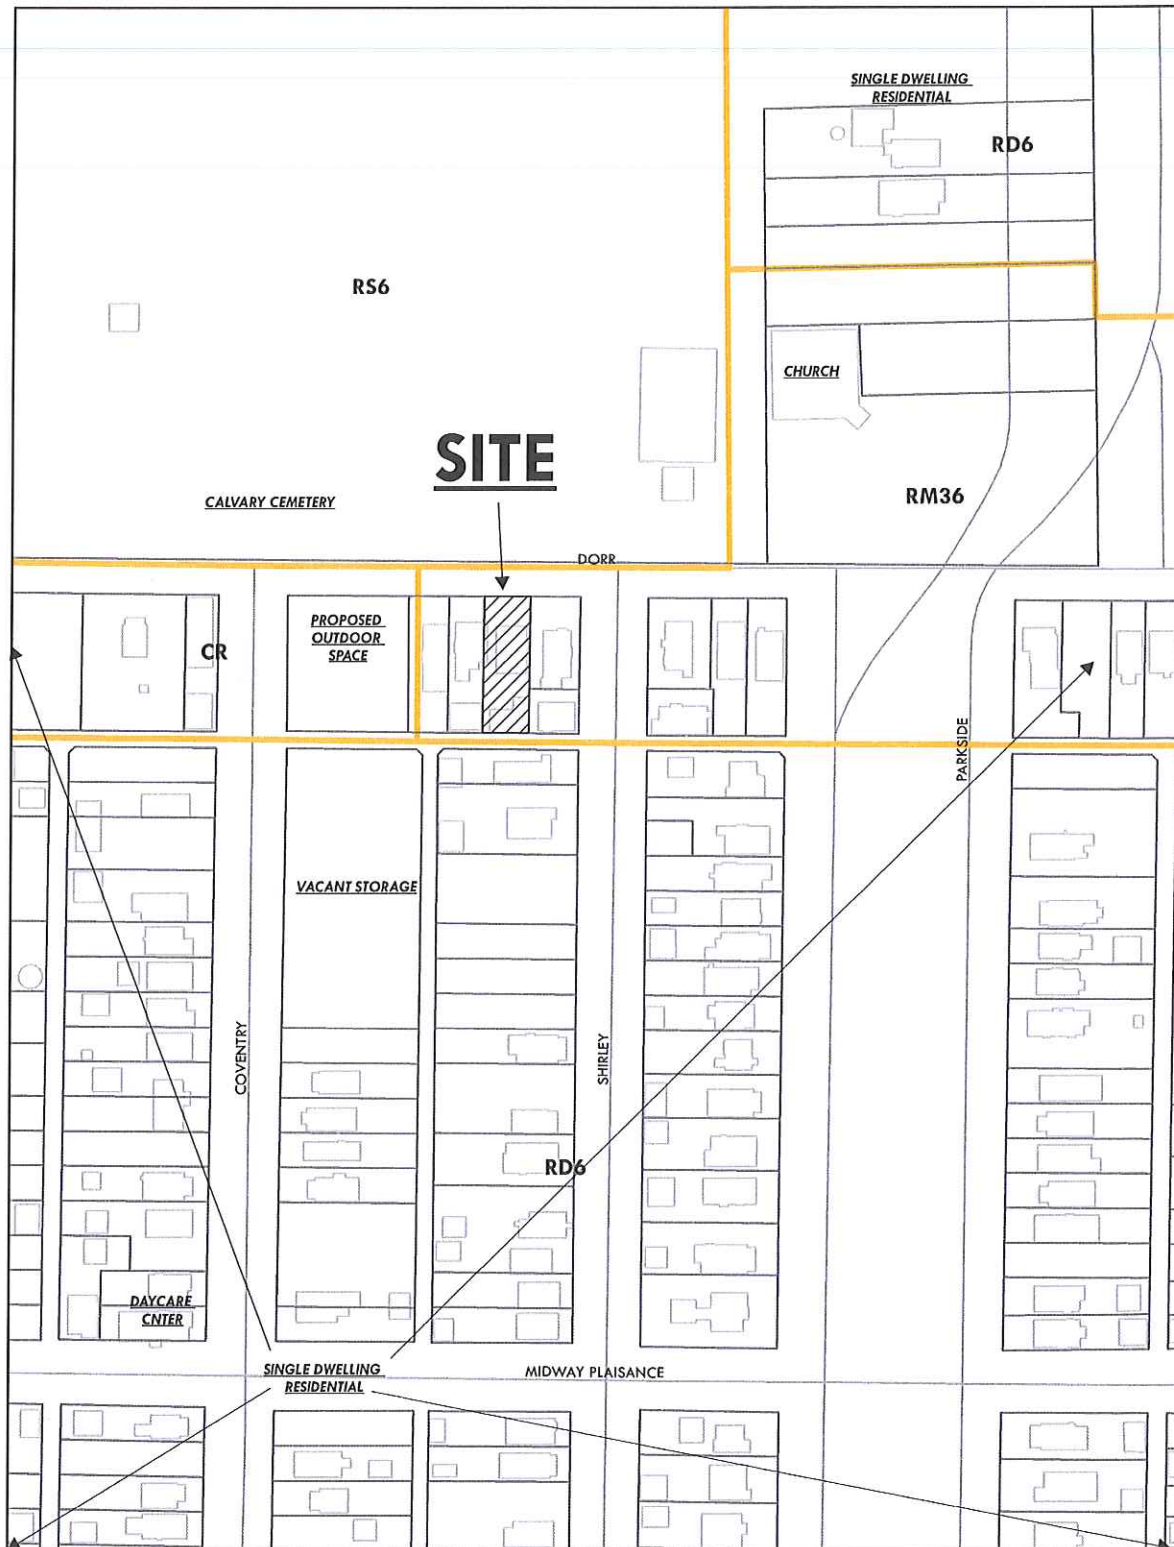 SINGLE DWELLING
RESIDENTIAL
RD6
RS6
CHURCH
SITE
CALVARY CEMETERY
RM36
DORR
PROPOSED
OUTDOOR
SPACE
CR
PARKSIDE
VACANT STORAGE
COVENTRY
SHIRLEY
RD6
DAYCARE
CNTER
SINGLE DWELLING
RESIDENTIAL
MIDWAY PLAISANCE